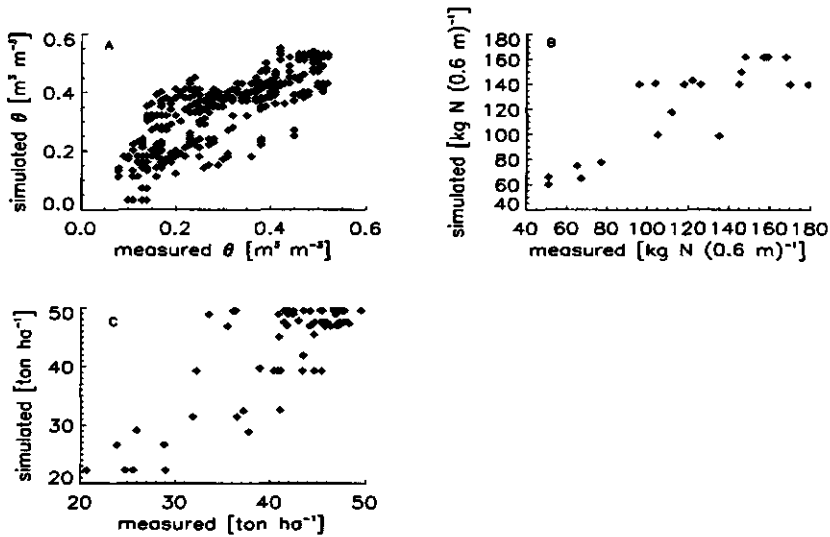 A
simulated θ [m³ m⁻³]
0.6
0.4
0.2
0.0
0.0 0.2 0.4 0.6
measured θ [m³ m⁻³]
B
simulated [kg N (0.6 m)⁻¹]
180
160
140
120
100
80
60
40
40 60 80 100 120 140 160 180
measured [kg N (0.6 m)⁻¹]
C
simulated [ton ha⁻¹]
50
40
30
20
20 30 40 50
measured [ton ha⁻¹]